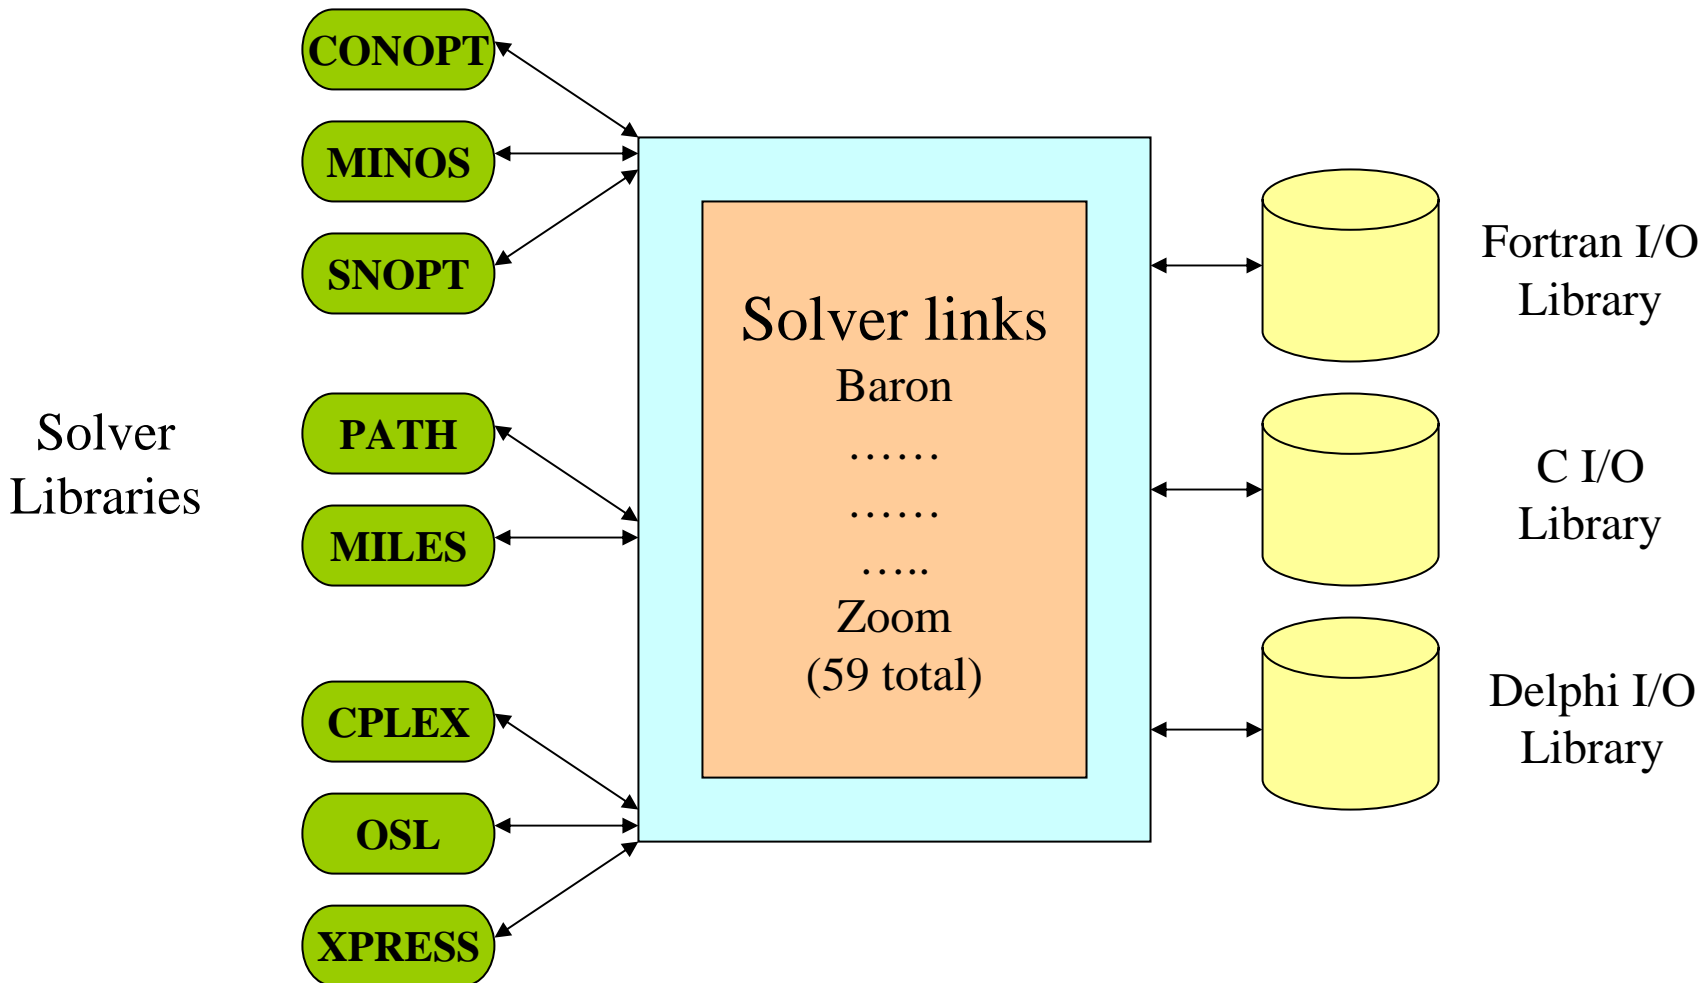 Solver
Libraries
CONOPT
MINOS
SNOPT
PATH
MILES
CPLEX
OSL
XPRESS
Solver links
Baron
……
……
…..
Zoom
(59 total)
Fortran I/O
Library
C I/O
Library
Delphi I/O
Library